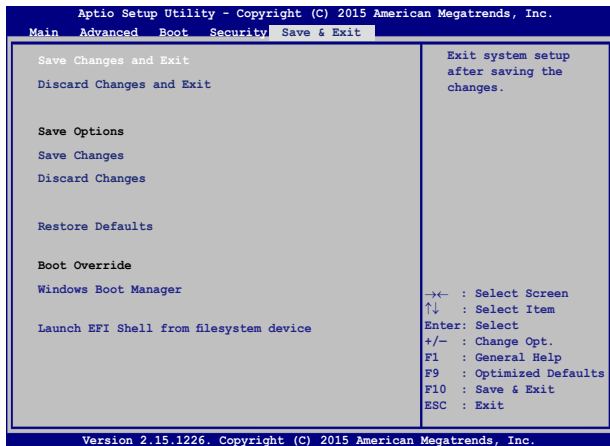 Aptio Setup Utility - Copyright (C) 2015 American Megatrends, Inc.
Main Advanced Boot Security Save & Exit
Save Changes and Exit
Discard Changes and Exit
Save Options
Save Changes
Discard Changes
Restore Defaults
Boot Override
Windows Boot Manager
Launch EFI Shell from filesystem device
Exit system setup
after saving the
changes.
→← : Select Screen
↑↓ : Select Item
Enter: Select
+/— : Change Opt.
F1 : General Help
F9 : Optimized Defaults
F10 : Save & Exit
ESC : Exit
Version 2.15.1226. Copyright (C) 2015 American Megatrends, Inc.